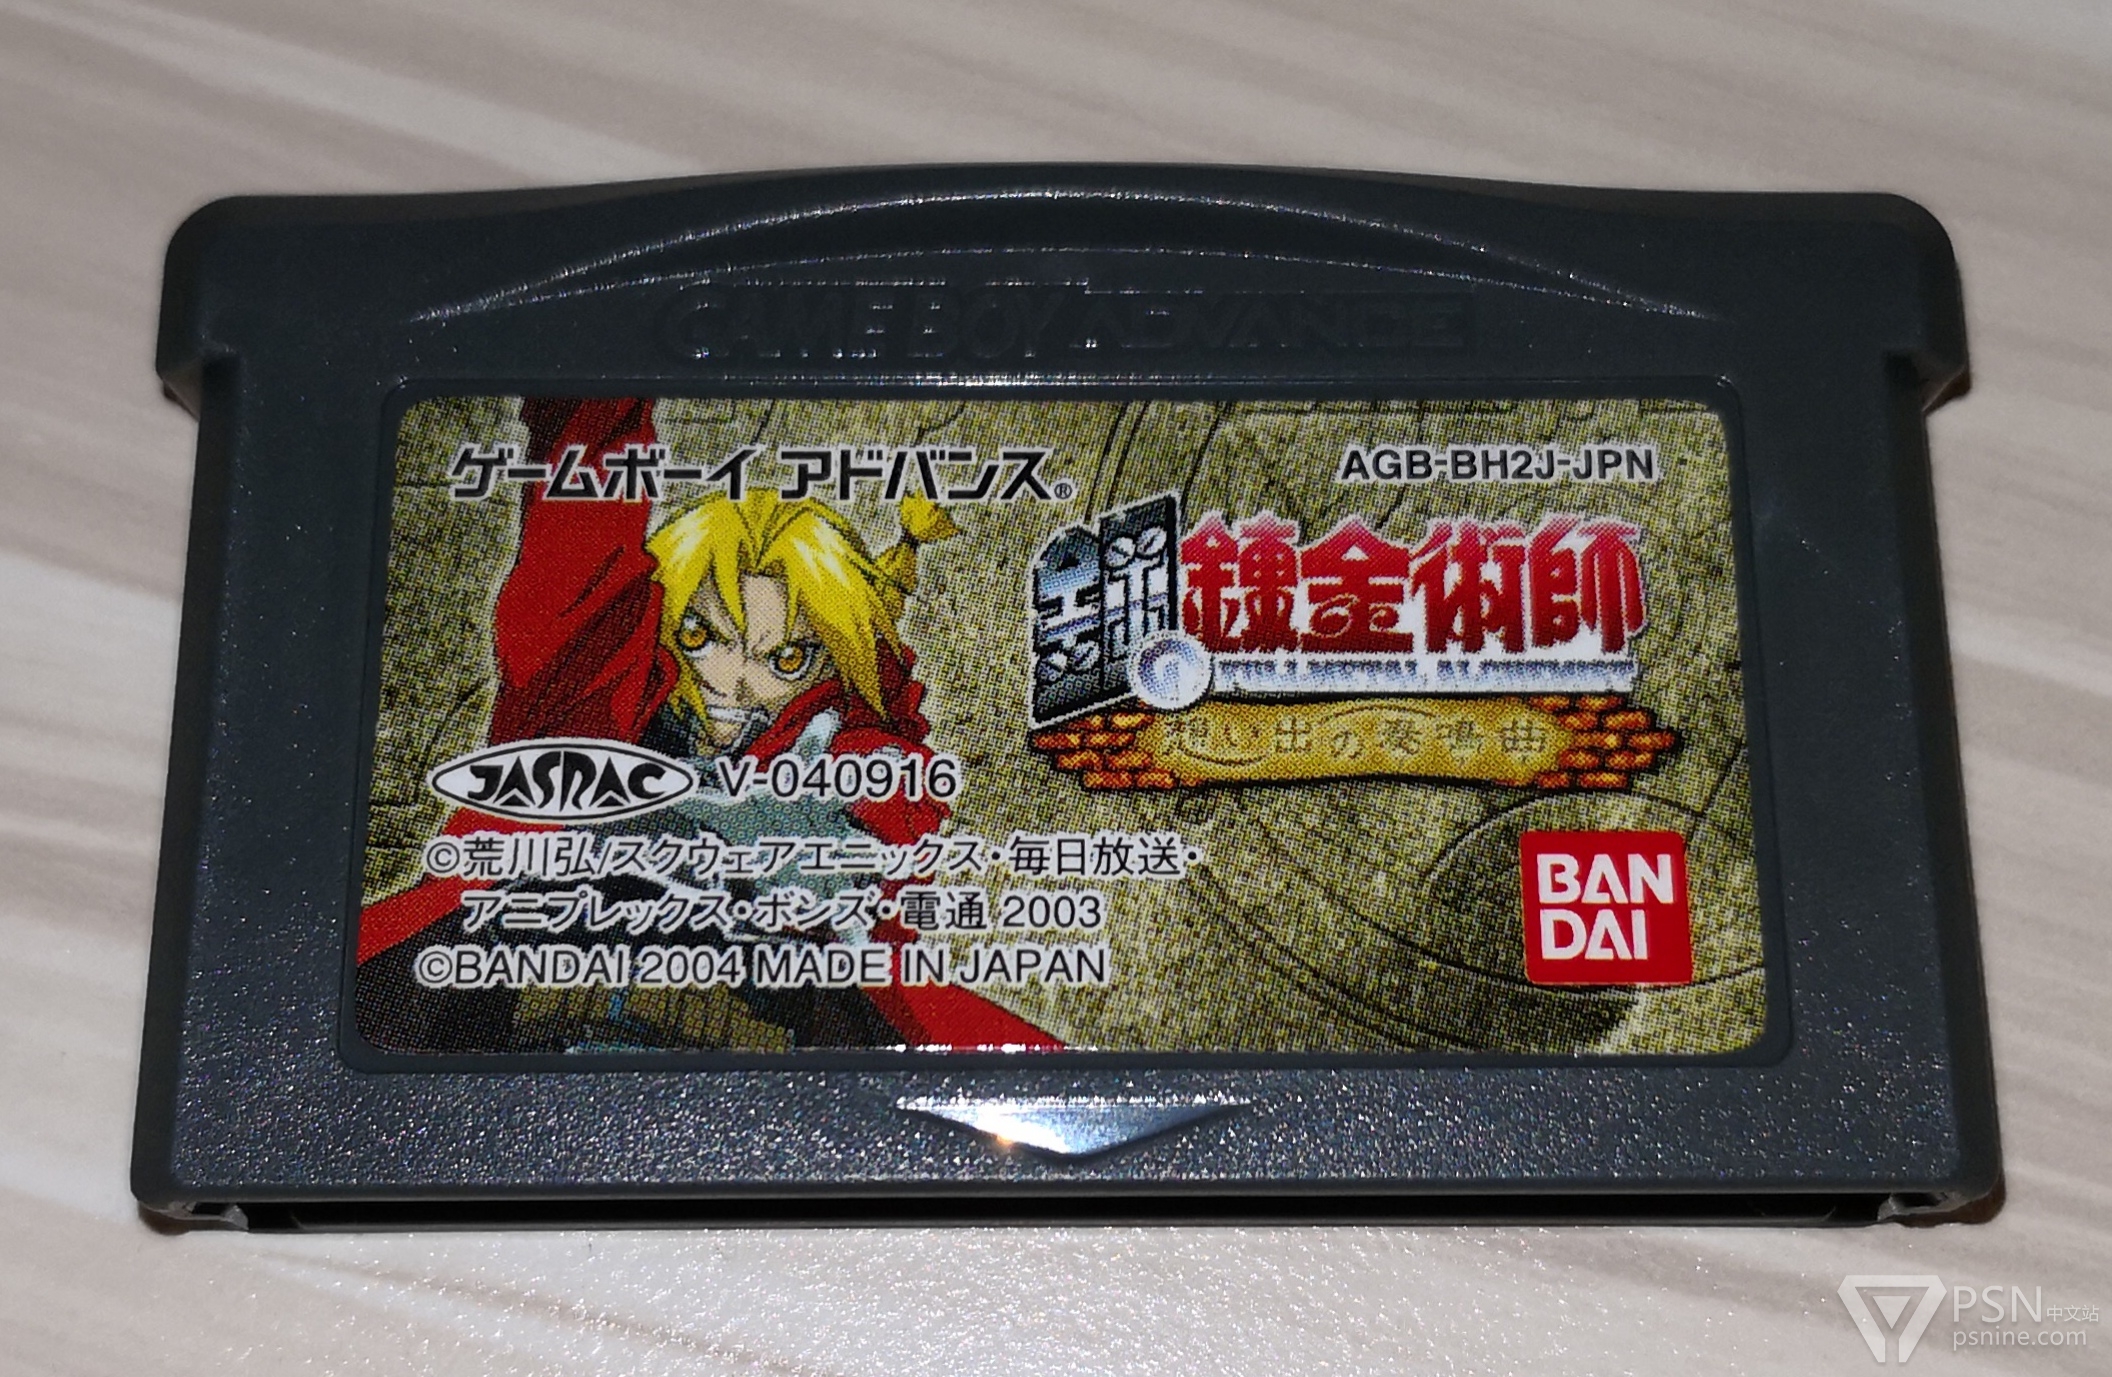 GAME BOY ADVANCE
ゲームボーイ アドバンス®
AGB-BH2J-JPN
鋼の錬金術師
FULLMETAL ALCHEMIST
想い出の奏鳴曲
JASRAC V-040916
©荒川弘/スクウェアエニックス・毎日放送・
アニプレックス・ボンズ・電通 2003
©BANDAI 2004 MADE IN JAPAN
BAN
DAI
PSN中文站
psnine.com